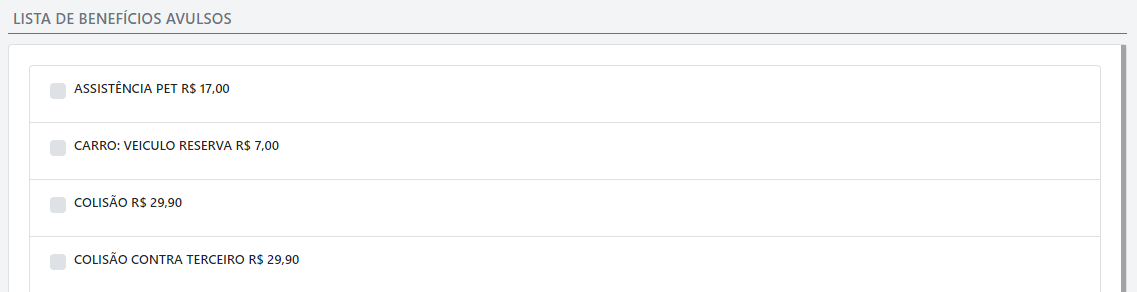 LISTA DE BENEFÍCIOS AVULSOS
ASSISTÊNCIA PET R$ 17,00
CARRO: VEICULO RESERVA R$ 7,00
COLISÃO R$ 29,90
COLISÃO CONTRA TERCEIRO R$ 29,90